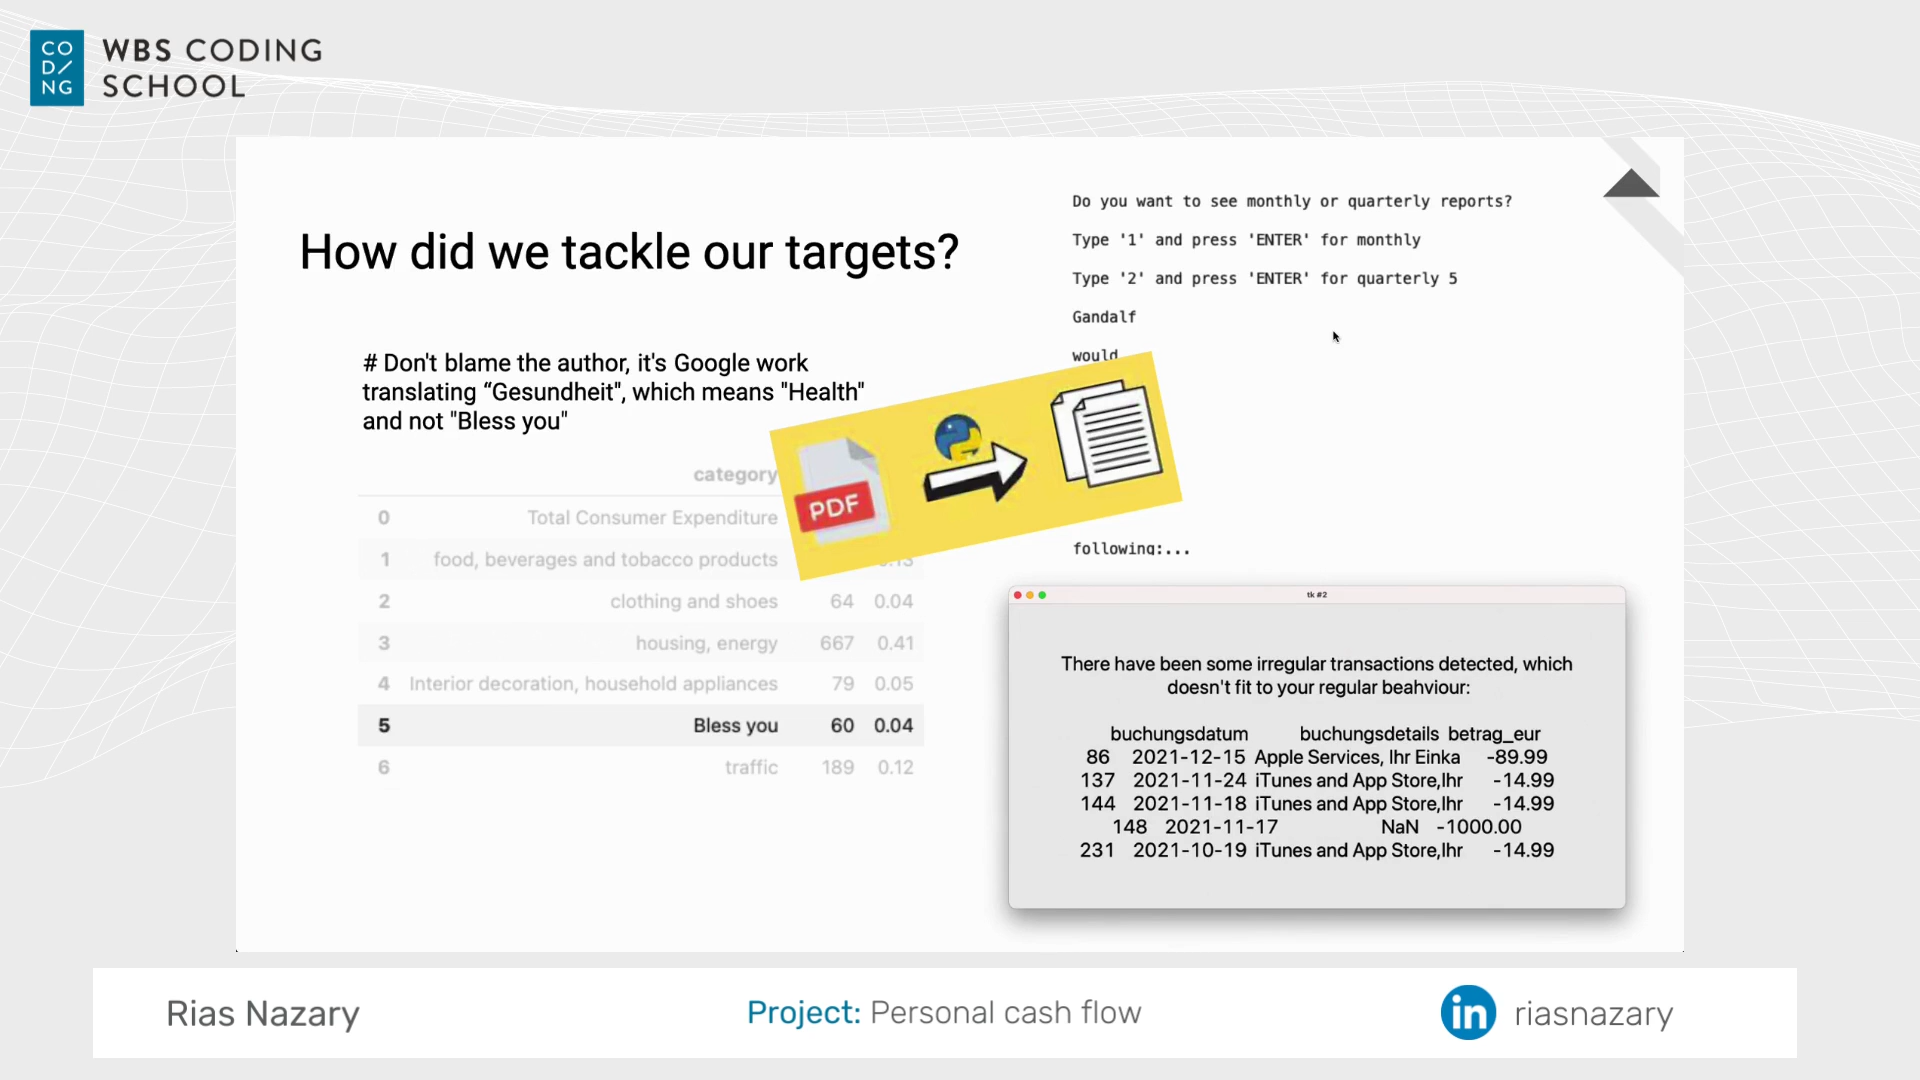 CO
D/
NG
WBS CODING
SCHOOL
How did we tackle our targets?
# Don't blame the author, it's Google work
translating “Gesundheit", which means "Health"
and not "Bless you"
category
0 Total Consumer Expenditure
1 food, beverages and tobacco products
2 clothing and shoes 64 0.04
3 housing, energy 667 0.41
4 Interior decoration, household appliances 79 0.05
5 Bless you 60 0.04
6 traffic 189 0.12
PDF
Do you want to see monthly or quarterly reports?
Type '1' and press 'ENTER' for monthly
Type '2' and press 'ENTER' for quarterly 5
Gandalf
would
following:...
tk #2
There have been some irregular transactions detected, which
doesn't fit to your regular beahviour:
buchungsdatum buchungsdetails betrag_eur
86 2021-12-15 Apple Services, Ihr Einka -89.99
137 2021-11-24 iTunes and App Store,Ihr -14.99
144 2021-11-18 iTunes and App Store,Ihr -14.99
148 2021-11-17 NaN -1000.00
231 2021-10-19 iTunes and App Store,Ihr -14.99
Rias Nazary
Project: Personal cash flow
in riasnazary